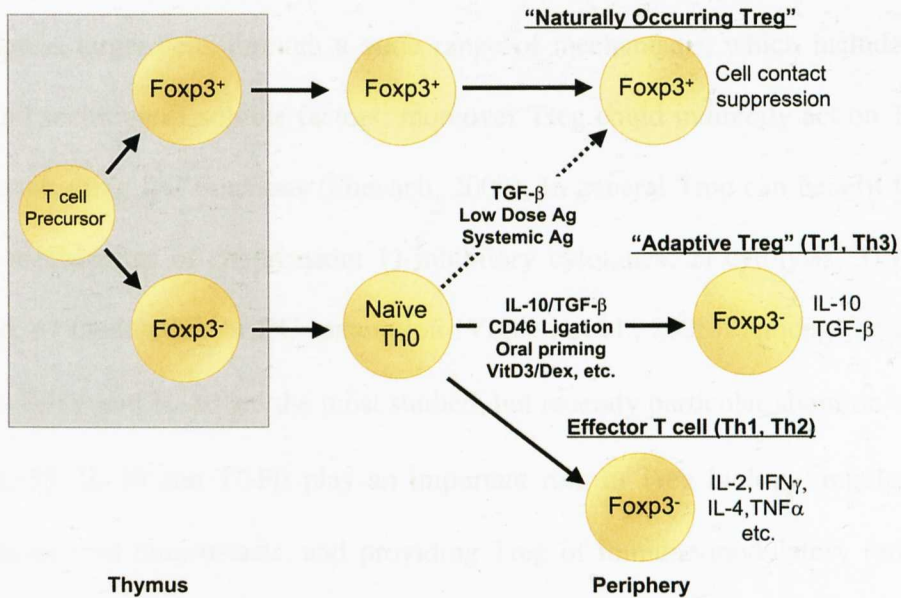 "Naturally Occurring Treg"
Foxp3⁺
Foxp3⁺
Foxp3⁺
Cell contact
suppression
T cell
Precursor
TGF-β
Low Dose Ag
Systemic Ag
"Adaptive Treg" (Tr1, Th3)
Foxp3⁻
Naïve
Th0
IL-10/TGF-β
CD46 Ligation
Oral priming
VitD3/Dex, etc.
Foxp3⁻
IL-10
TGF-β
Effector T cell (Th1, Th2)
Foxp3⁻
IL-2, IFNγ,
IL-4,TNFα
etc.
Thymus
Periphery